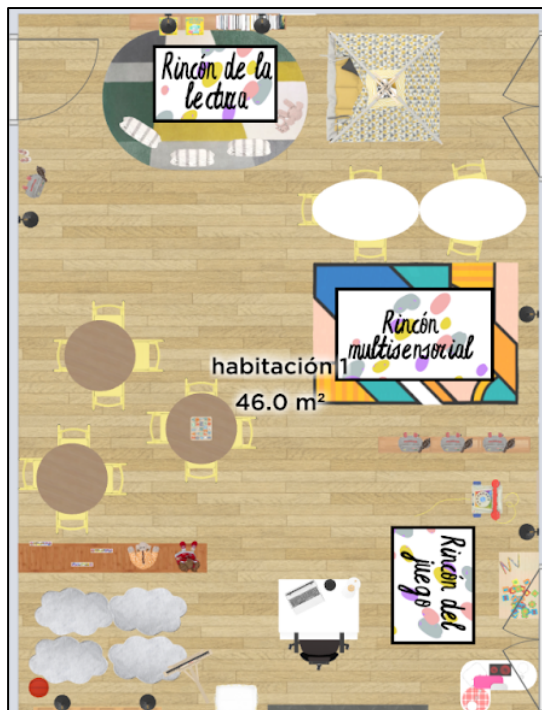 Rincón de la
lectura
Rincón
multisensorial
habitación 1
46.0 m²
Rincón del
juego